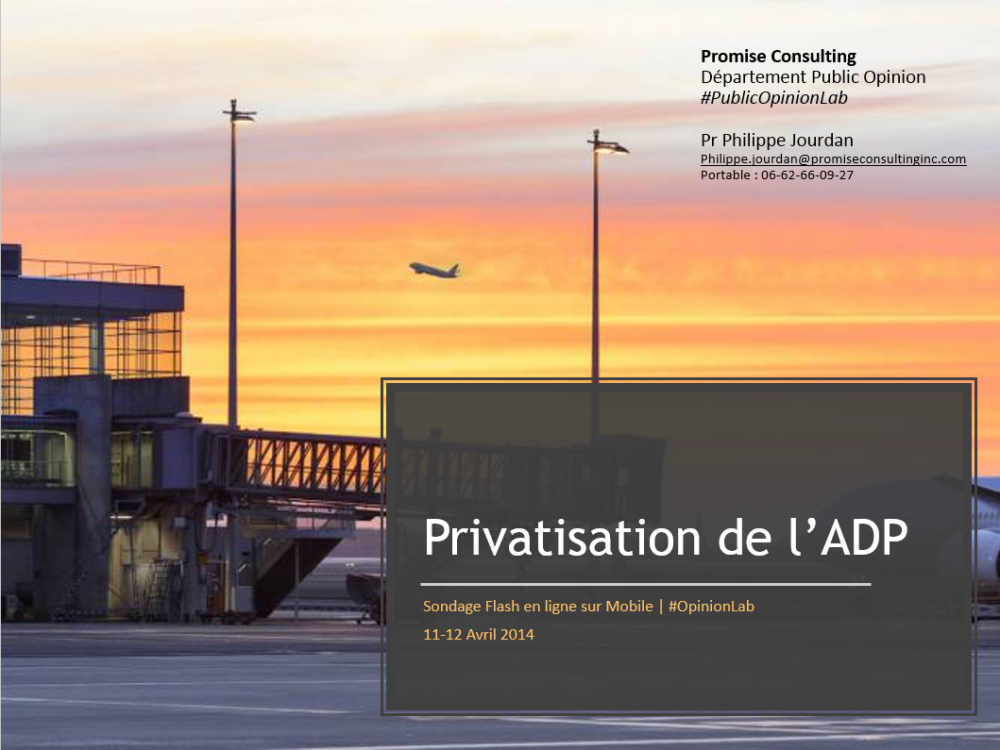 Promise Consulting
Département Public Opinion
#PublicOpinionLab
Pr Philippe Jourdan
Philippe.jourdan@promiseconsultinginc.com
Portable : 06-62-66-09-27
Privatisation de l’ADP
Sondage Flash en ligne sur Mobile | #OpinionLab
11-12 Avril 2014